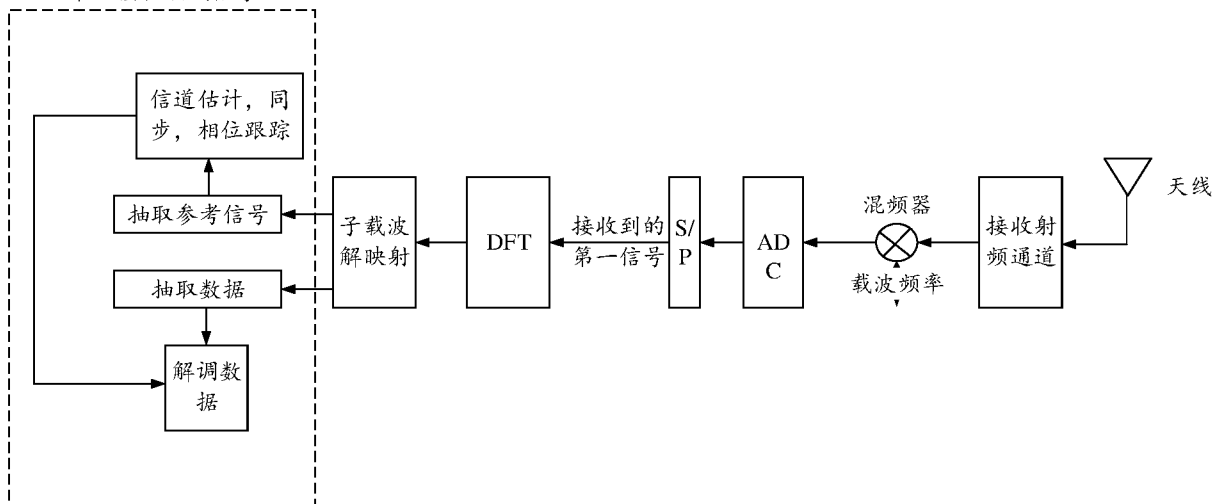 信道估计，同
步，相位跟踪
抽取参考信号
抽取数据
解调数
据
子载波
解映射
DFT
接收到的
第一信号
S/
P
AD
C
混频器
载波频率
接收射
频通道
天线